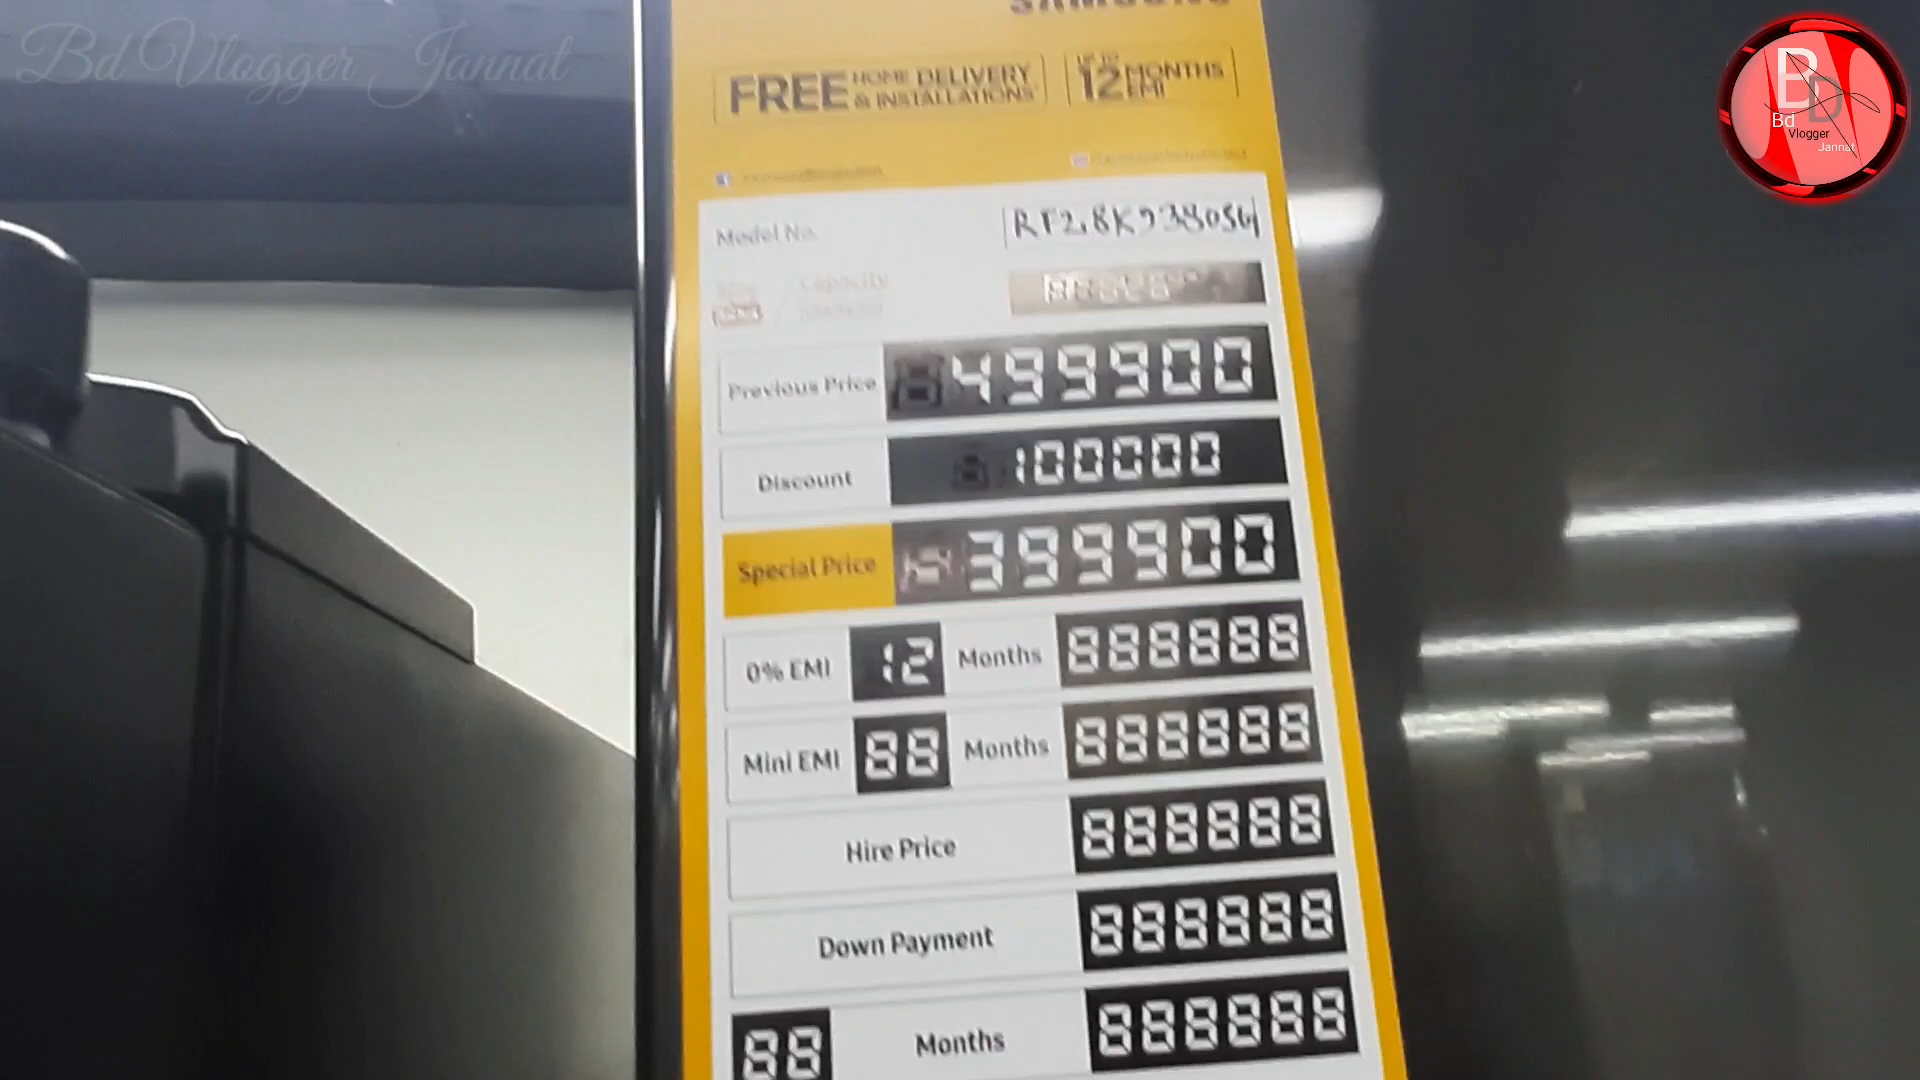 Bd Vlogger Jannat
SAMSUNG
FREE HOME DELIVERY & INSTALLATIONS
UP TO 12 MONTHS EMI
BD
Bd
Vlogger
Jannat
Model No.
Capacity
Previous Price 499900
Discount 100000
Special Price 399900
0% EMI 12 Months 888888
Mini EMI 88 Months 888888
Hire Price 888888
Down Payment 888888
88 Months 888888